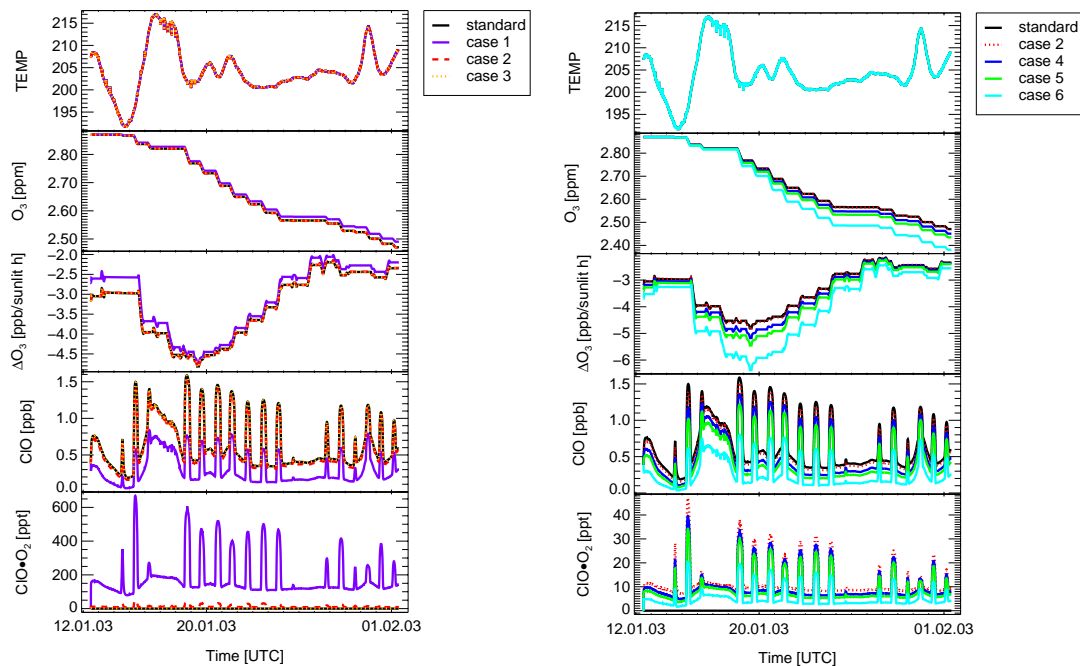 TEMP
215
210
205
200
195
standard
case 1
case 2
case 3
O3 [ppm]
2.80
2.70
2.60
2.50
ΔO3 [ppb/sunlit h]
−2.0
−2.5
−3.0
−3.5
−4.0
−4.5
ClO [ppb]
1.5
1.0
0.5
0.0
ClO•O2 [ppt]
600
400
200
0
12.01.03 20.01.03 01.02.03
Time [UTC]
TEMP
215
210
205
200
195
standard
case 2
case 4
case 5
case 6
O3 [ppm]
2.80
2.70
2.60
2.50
2.40
ΔO3 [ppb/sunlit h]
−3
−4
−5
−6
ClO [ppb]
1.5
1.0
0.5
0.0
ClO•O2 [ppt]
40
30
20
10
0
12.01.03 20.01.03 01.02.03
Time [UTC]